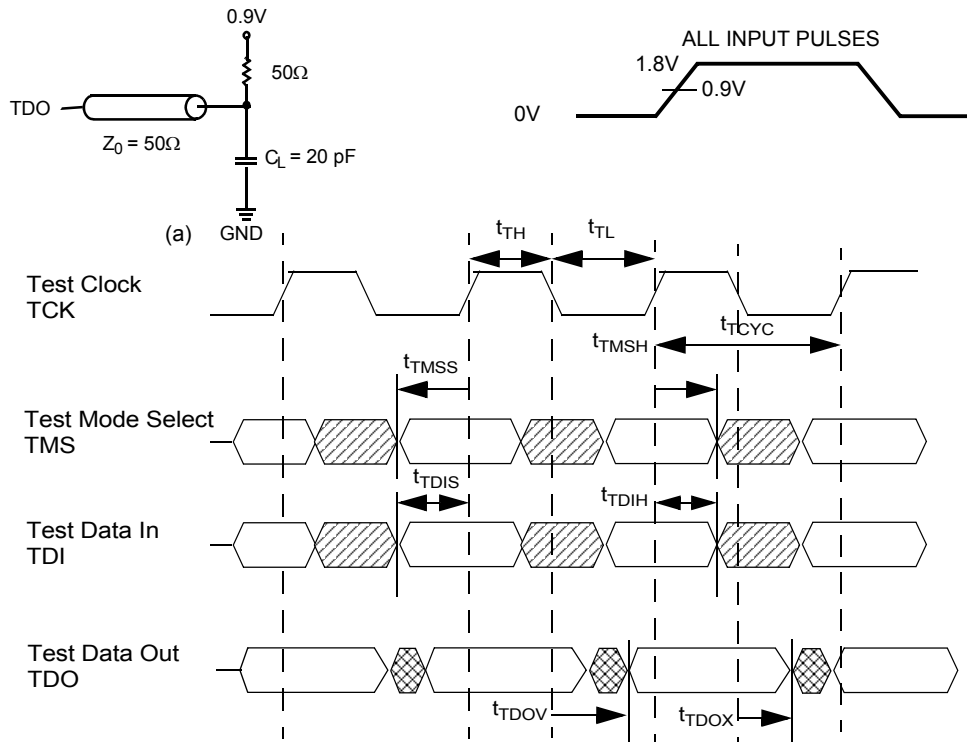 0.9V
50Ω
TDO
Z0 = 50Ω
CL = 20 pF
(a)
GND
ALL INPUT PULSES
1.8V
0.9V
0V
tTH
tTL
Test Clock
TCK
tTCYC
tTMSH
tTMSS
Test Mode Select
TMS
tTDIS
tTDIH
Test Data In
TDI
Test Data Out
TDO
tTDOV
tTDOX